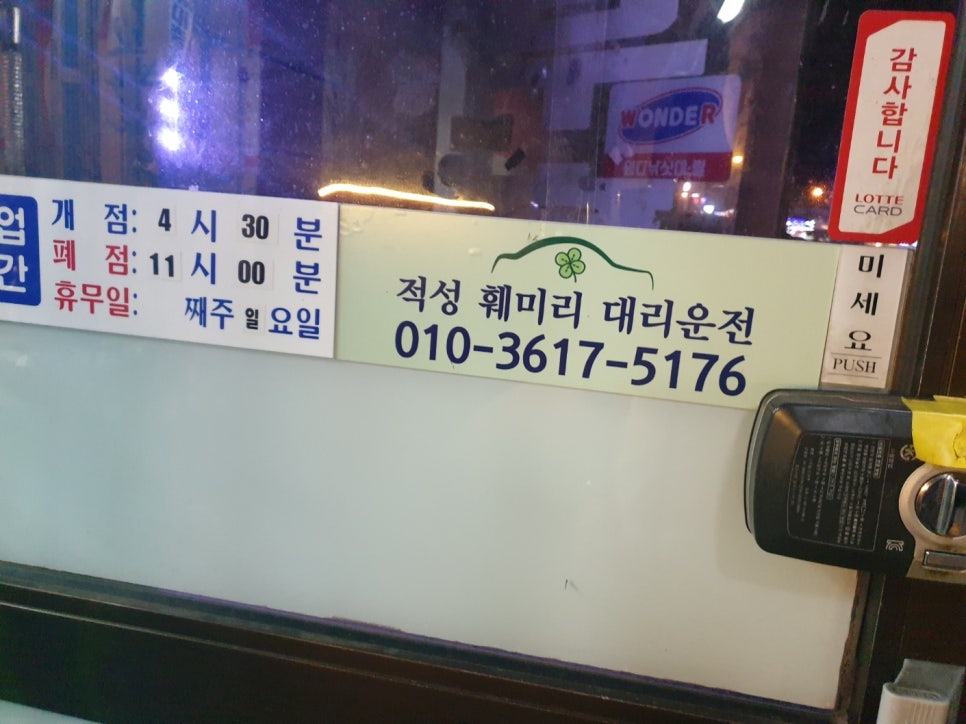 업
간
개 점: 4 시 30 분
폐 점: 11 시 00 분
휴무일: 째주 일 요일
적성 훼미리 대리운전
010-3617-5176
WONDER
감사합니다
LOTTE
CARD
미세요
PUSH